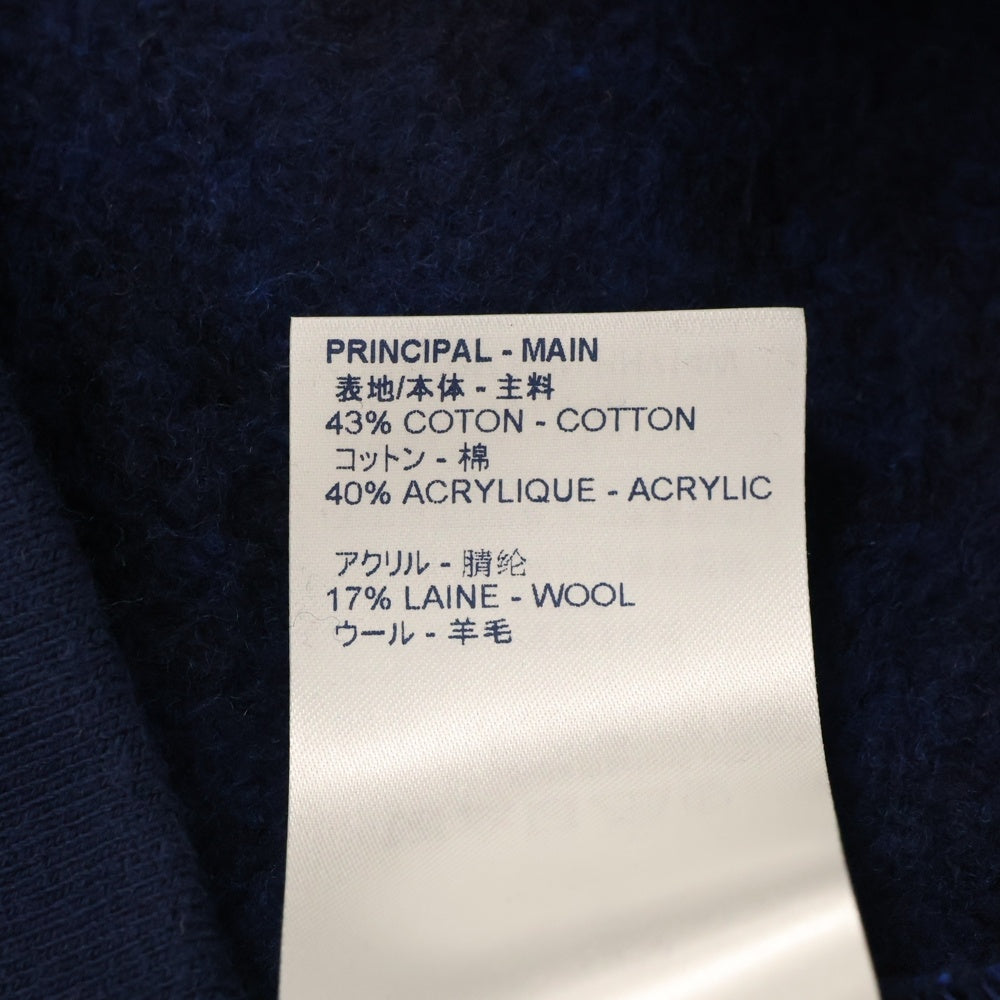 PRINCIPAL - MAIN
表地/本体 - 主料
43% COTON - COTTON
コットン - 棉
40% ACRYLIQUE - ACRYLIC
アクリル - 腈纶
17% LAINE - WOOL
ウール - 羊毛